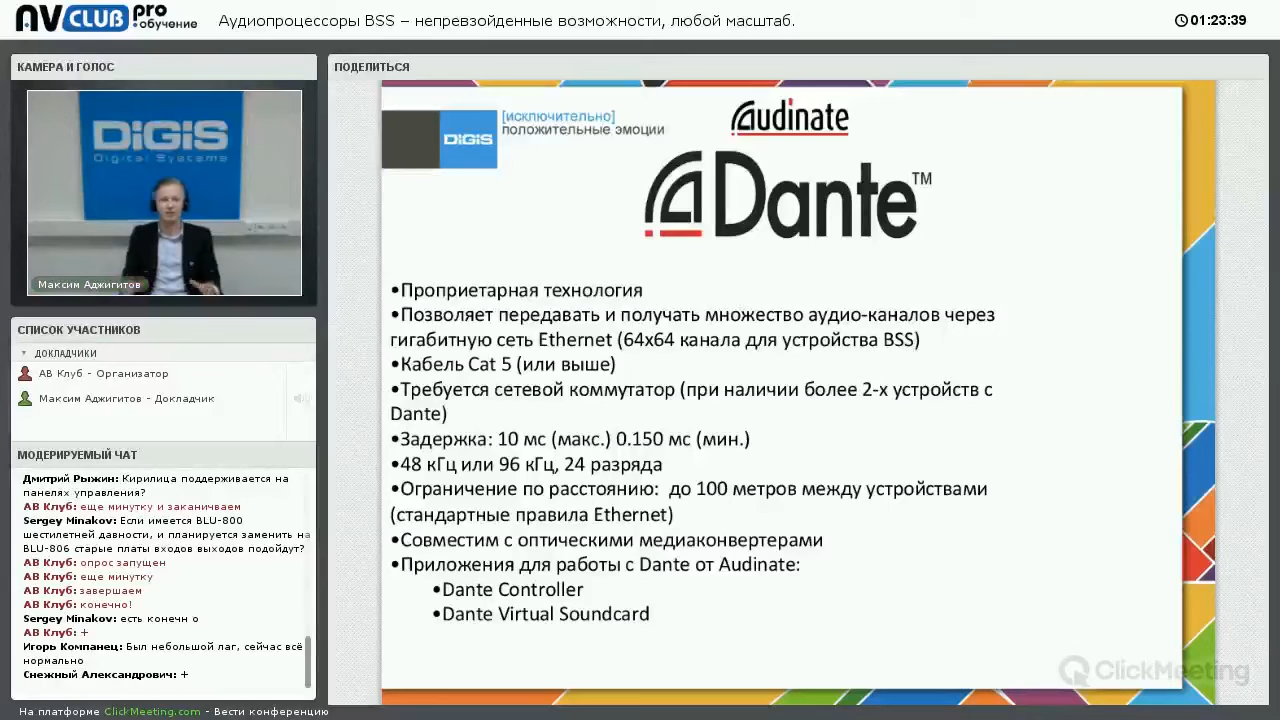 AVCLUB pro :обучение
Аудиопроцессоры BSS – непревзойденные возможности, любой масштаб.
01:23:39
КАМЕРА И ГОЛОС
DiGiS
Digital Systems
Максим Аджигитов
СПИСОК УЧАСТНИКОВ
ДОКЛАДЧИКИ
АВ Клуб - Организатор
Максим Аджигитов - Докладчик
МОДЕРИРУЕМЫЙ ЧАТ
Дмитрий Рыжин: Кирилица поддерживается на
панелях управления?
АВ Клуб: еще минутку и заканчиваем
Sergey Minakov: Если имеется BLU-800
шестилетней давности, и планируется заменить на
BLU-806 старые платы входов выходов подойдут?
АВ Клуб: опрос запущен
АВ Клуб: еще минутку
АВ Клуб: завершаем
АВ Клуб: конечно!
Sergey Minakov: есть конечн о
АВ Клуб: +
Игорь Компанец: Был небольшой лаг, сейчас всё
нормально
Снежный Александрович: +
ПОДЕЛИТЬСЯ
DiGiS
[исключительно]
положительные эмоции
Audinate
Dante™
•Проприетарная технология
•Позволяет передавать и получать множество аудио-каналов через
гигабитную сеть Ethernet (64x64 канала для устройства BSS)
•Кабель Cat 5 (или выше)
•Требуется сетевой коммутатор (при наличии более 2-х устройств с
Dante)
•Задержка: 10 мс (макс.) 0.150 мс (мин.)
•48 кГц или 96 кГц, 24 разряда
•Ограничение по расстоянию:  до 100 метров между устройствами
(стандартные правила Ethernet)
•Совместим с оптическими медиаконвертерами
•Приложения для работы с Dante от Audinate:
•Dante Controller
•Dante Virtual Soundcard
ClickMeeting
На платформе ClickMeeting.com - Вести конференцию